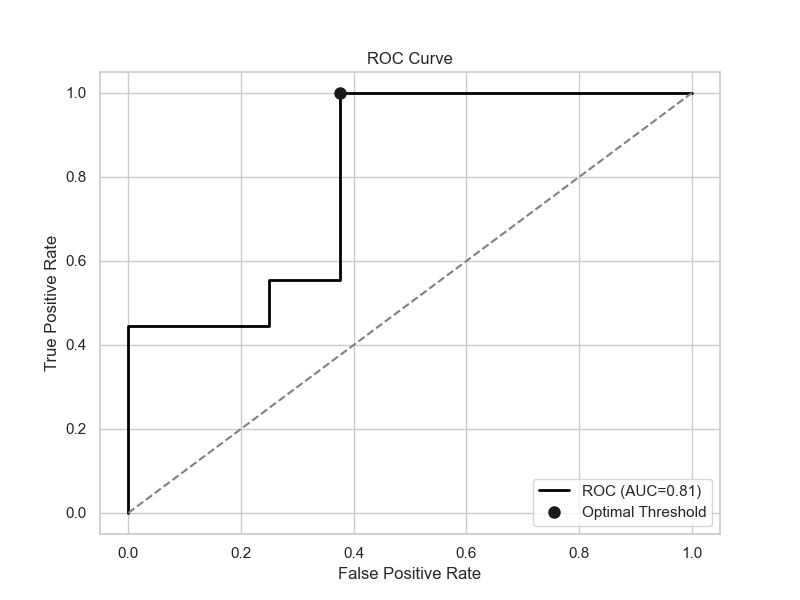 ROC Curve
True Positive Rate
1.0
0.8
0.6
0.4
0.2
0.0
ROC (AUC=0.81)
Optimal Threshold
0.0 0.2 0.4 0.6 0.8 1.0
False Positive Rate